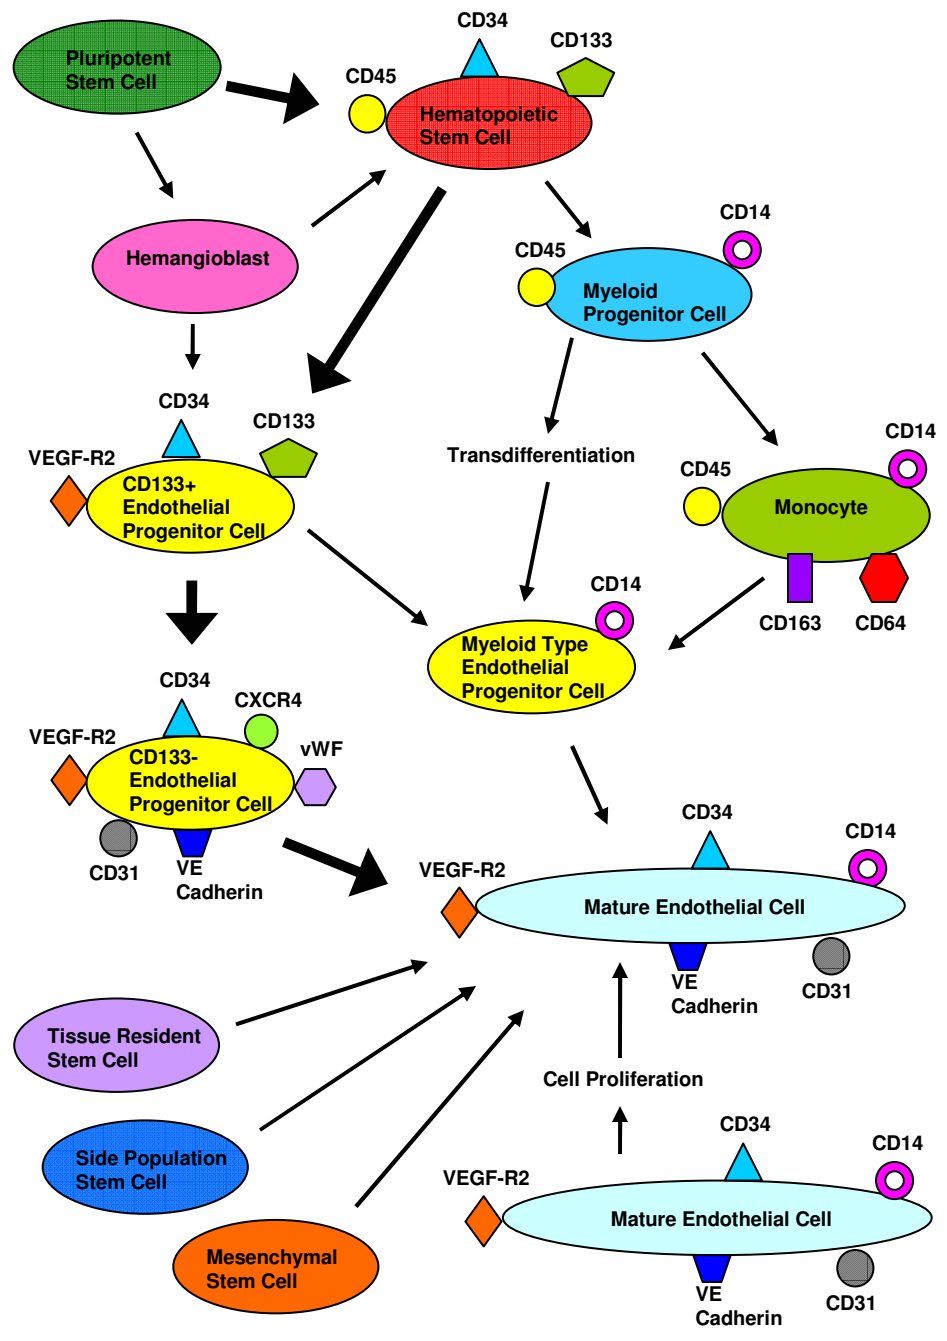 CD34
CD133
Pluripotent
Stem Cell
CD45
Hematopoietic
Stem Cell
CD14
CD45
Hemangioblast
Myeloid
Progenitor Cell
CD34
CD133
VEGF-R2
CD133+
Endothelial
Progenitor Cell
Transdifferentiation
CD14
CD45
Monocyte
CD163
CD64
CD14
Myeloid Type
Endothelial
Progenitor Cell
CD34
CXCR4
VEGF-R2
vWF
CD133-
Endothelial
Progenitor Cell
CD31
VE
Cadherin
CD34
CD14
VEGF-R2
Mature Endothelial Cell
VE
Cadherin
CD31
Tissue Resident
Stem Cell
Cell Proliferation
Side Population
Stem Cell
CD34
CD14
VEGF-R2
Mature Endothelial Cell
Mesenchymal
Stem Cell
VE
Cadherin
CD31